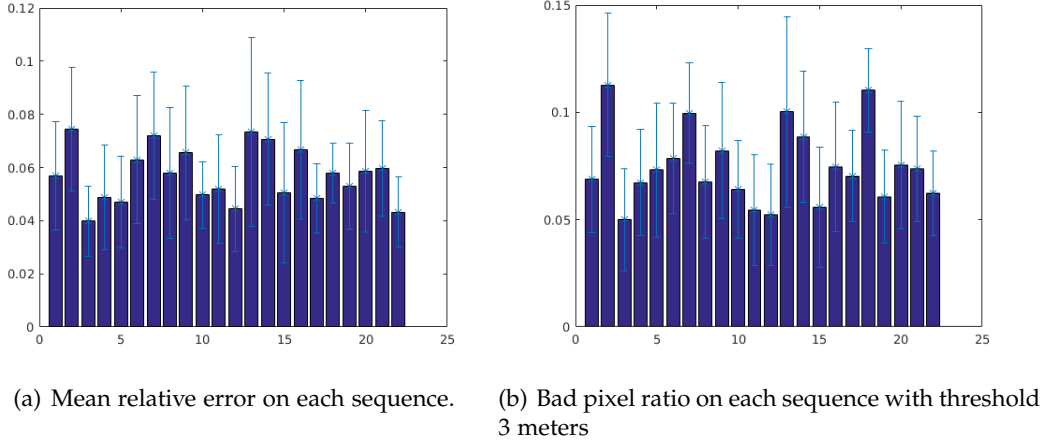 0.12
0.1
0.08
0.06
0.04
0.02
0
0 5 10 15 20 25
0.15
0.1
0.05
0
0 5 10 15 20 25
(a) Mean relative error on each sequence.
(b) Bad pixel ratio on each sequence with threshold
3 meters